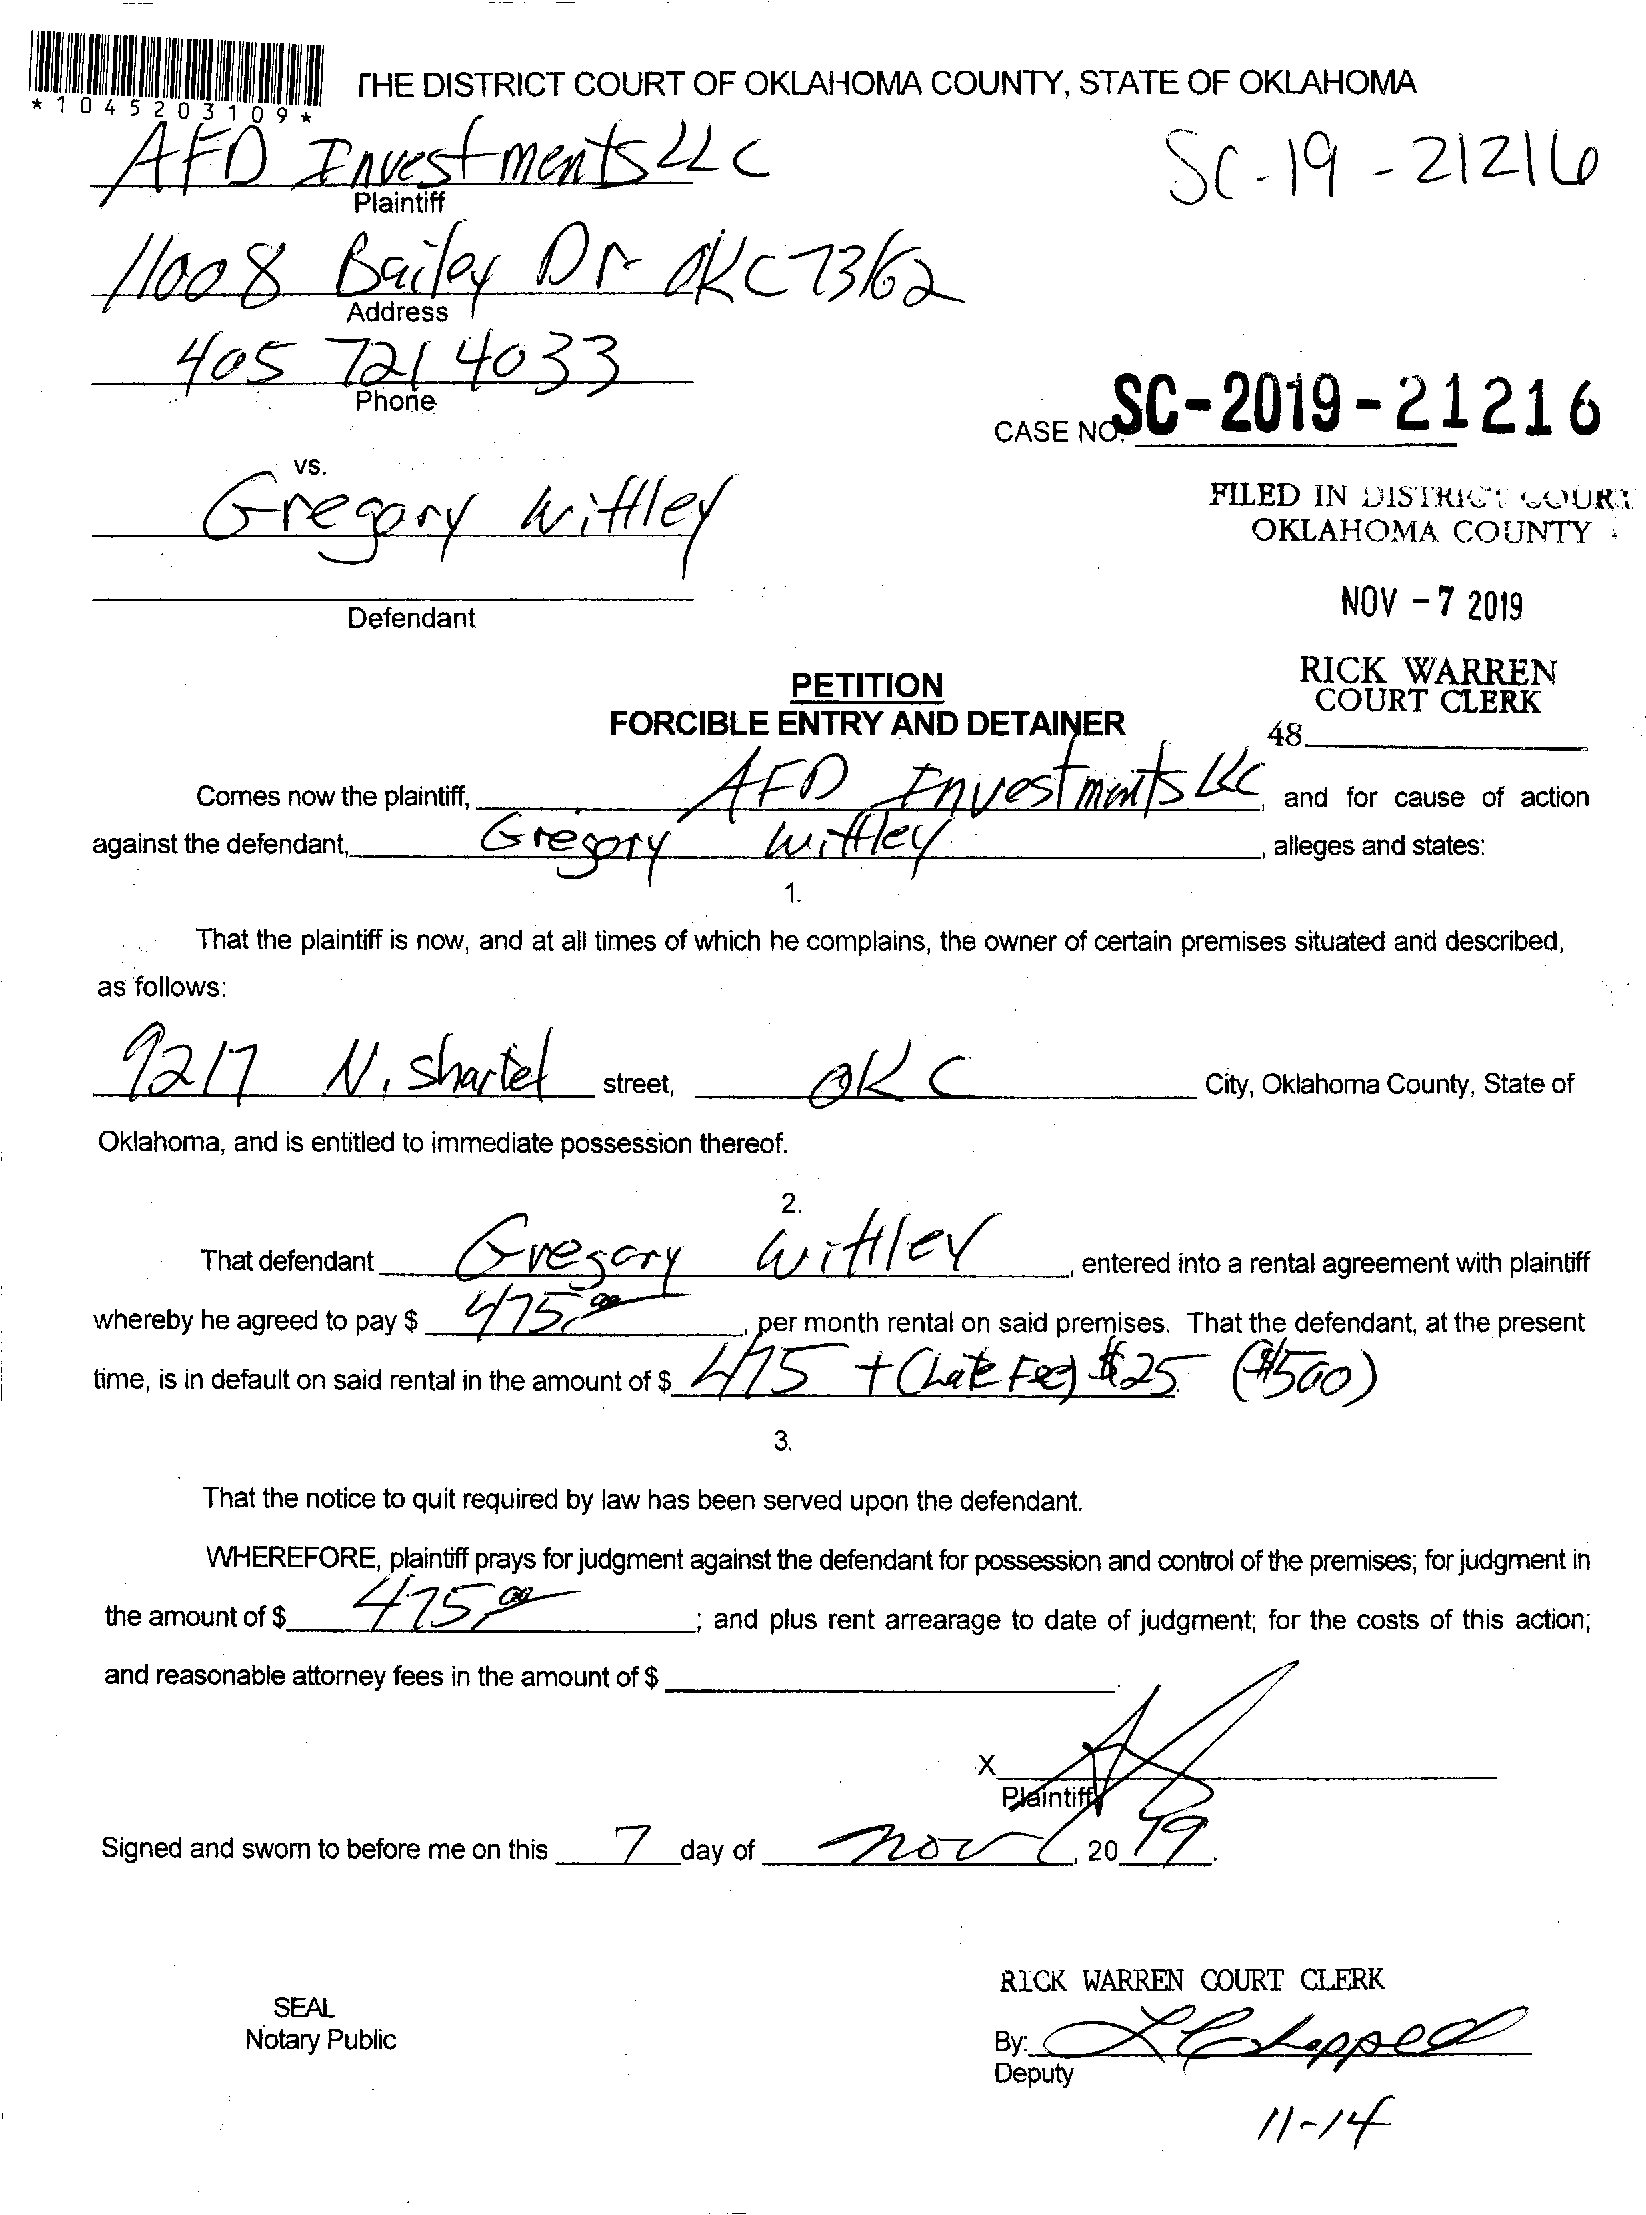 THE DISTRICT COURT OF OKLAHOMA COUNTY, STATE OF OKLAHOMA
*1045203109*
AFD Investments LLC
SC-19-21216
Plaintiff
11008 Bailey Dr OKC 73162
Address
405 721 4033
Phone
CASE NO. SC-2019-21216
vs.
Gregory Wittley
FILED IN DISTRICT COURT
OKLAHOMA COUNTY
Defendant
NOV -7 2019
RICK WARREN
COURT CLERK
48
PETITION
FORCIBLE ENTRY AND DETAINER
Comes now the plaintiff, AFD Investments LLC, and for cause of action
against the defendant, Gregory Wittley, alleges and states:
1.
That the plaintiff is now, and at all times of which he complains, the owner of certain premises situated and described,
as follows:
9217 N. Shartel street, OKC City, Oklahoma County, State of
Oklahoma, and is entitled to immediate possession thereof.
2.
That defendant Gregory Wittley, entered into a rental agreement with plaintiff
whereby he agreed to pay $ 475.00, per month rental on said premises. That the defendant, at the present
time, is in default on said rental in the amount of $ 475 + (Late Fee) $25 ($500)
3.
That the notice to quit required by law has been served upon the defendant.
WHEREFORE, plaintiff prays for judgment against the defendant for possession and control of the premises; for judgment in
the amount of $ 475.00; and plus rent arrearage to date of judgment; for the costs of this action;
and reasonable attorney fees in the amount of $
X
Plaintiff
Signed and sworn to before me on this 7 day of Nov, 2019.
RICK WARREN COURT CLERK
SEAL
Notary Public
By:
Deputy
11-14